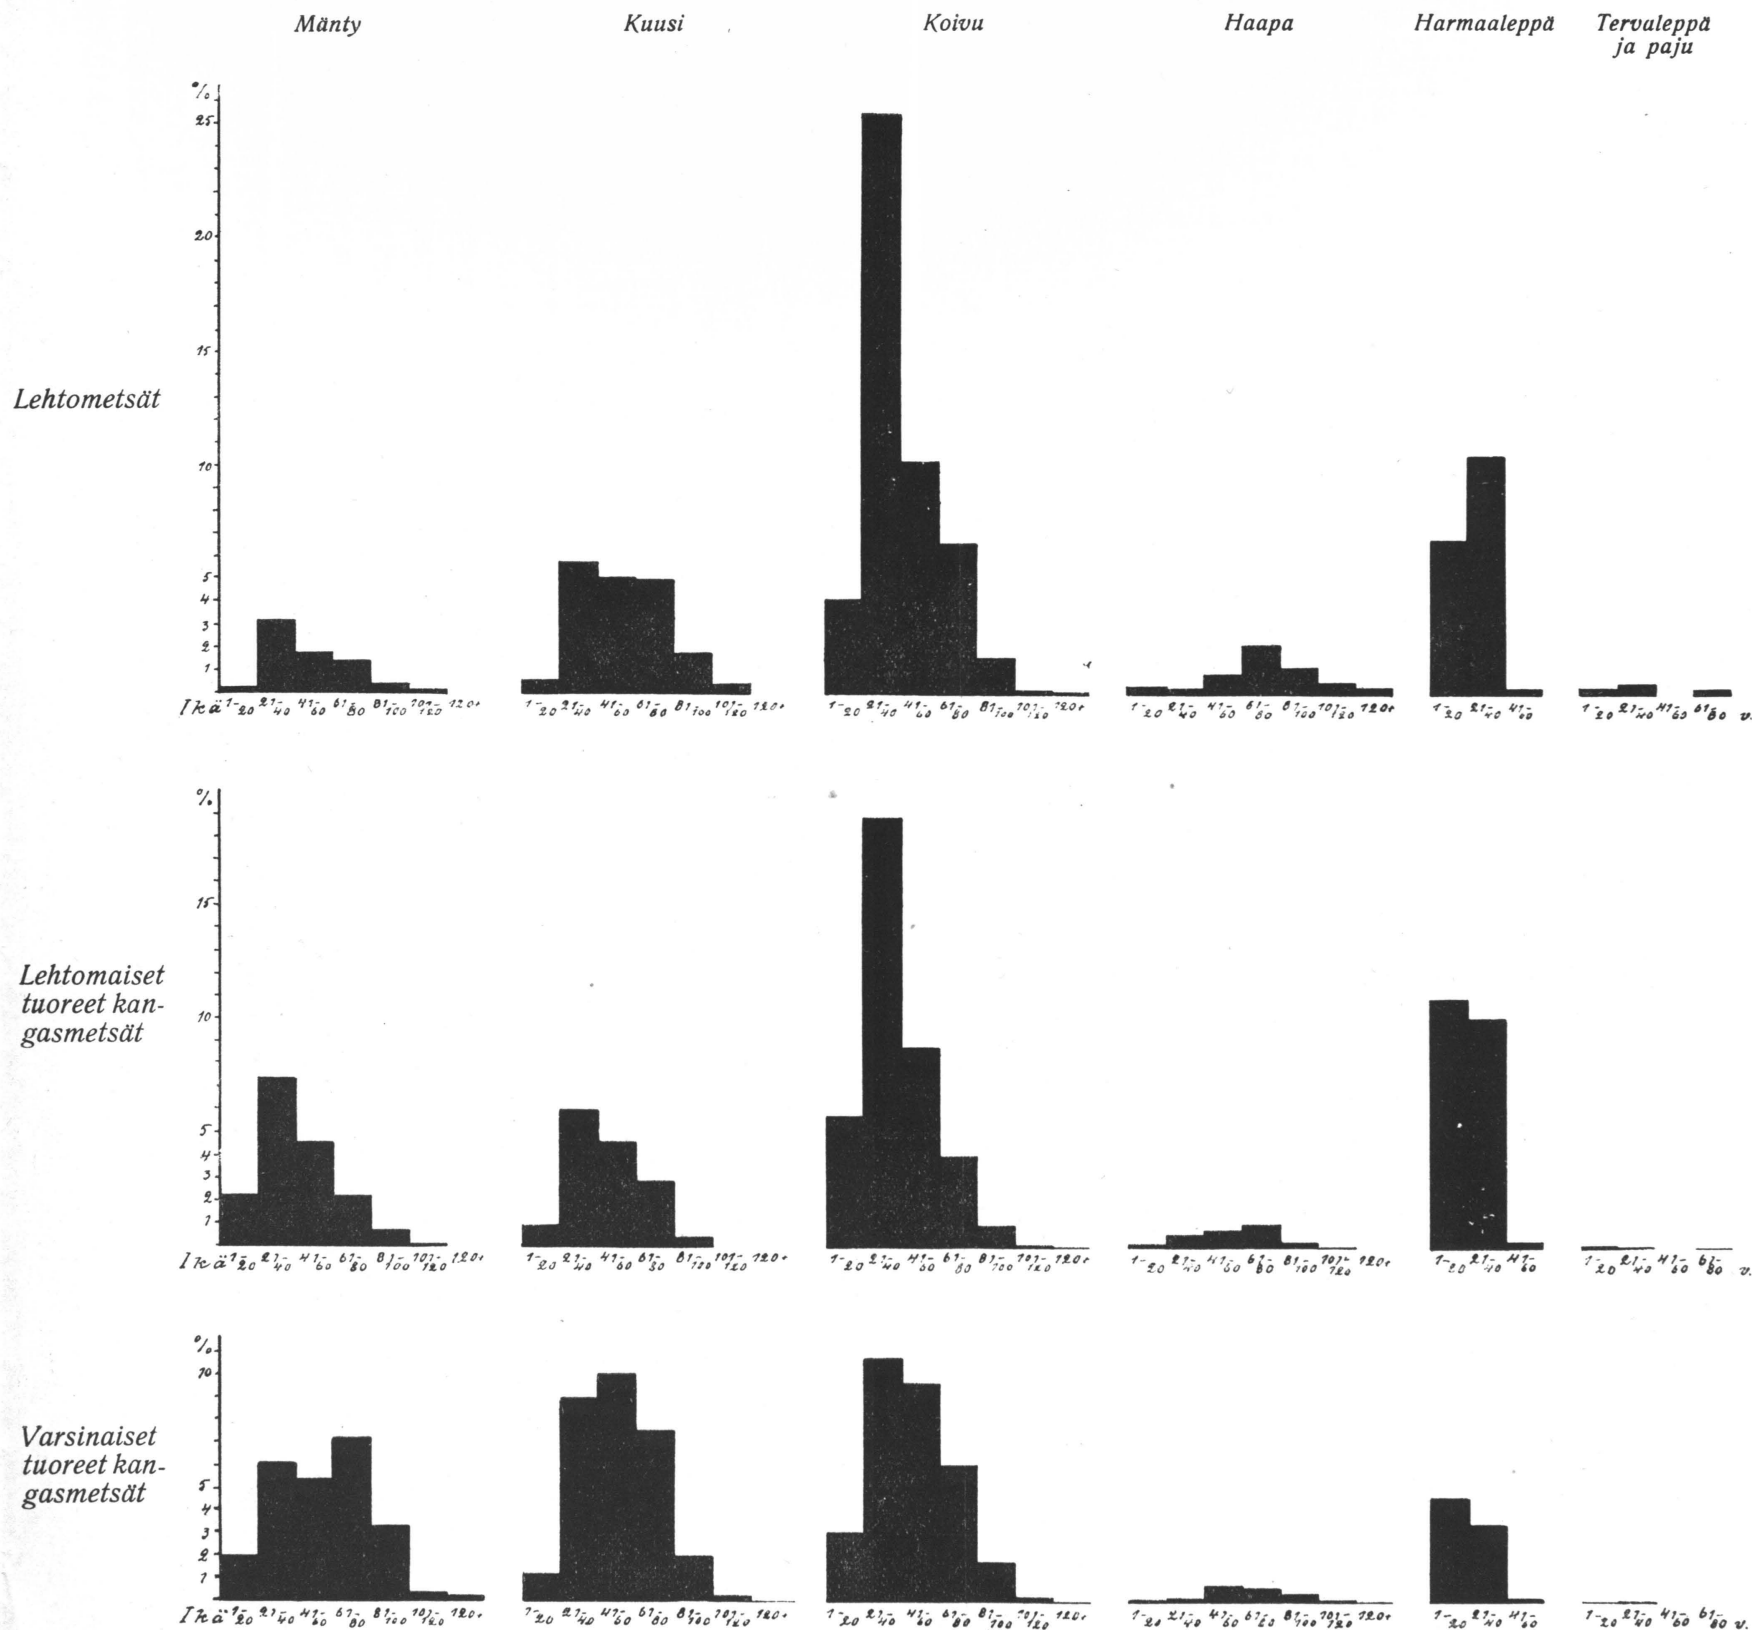 Mänty Kuusi Koivu Haapa Harmaaleppä Tervaleppä
ja paju
%
25
20
15
Lehtometsät
10
5
4
3
2
1
Ikä 1-20 21-40 41-60 61-80 81-100 101-120 120+ 1-20 21-40 41-60 61-80 81-100 101-120 120+ 1-20 21-40 41-60 61-80 81-100 101-120 120+ 1-20 21-40 41-60 61-80 81-100 101-120 120+ 1-20 21-40 41-60 1-20 21-40 41-60 61-80 v.
%
15
Lehtomaiset
tuoreet kan-
gasmetsät
10
5
4
3
2
1
Ikä 1-20 21-40 41-60 61-80 81-100 101-120 120+ 1-20 21-40 41-60 61-80 81-100 101-120 120+ 1-20 21-40 41-60 61-80 81-100 101-120 120+ 1-20 21-40 41-60 61-80 81-100 101-120 120+ 1-20 21-40 41-60 1-20 21-40 41-60 61-80 v.
%
10
Varsinaiset
tuoreet kan-
gasmetsät
5
4
3
2
1
Ikä 1-20 21-40 41-60 61-80 81-100 101-120 120+ 1-20 21-40 41-60 61-80 81-100 101-120 120+ 1-20 21-40 41-60 61-80 81-100 101-120 120+ 1-20 21-40 41-60 61-80 81-100 101-120 120+ 1-20 21-40 41-60 1-20 21-40 41-60 61-80 v.